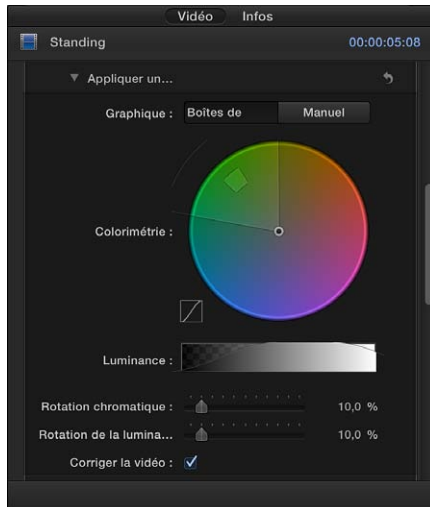 Vidéo Infos
Standing 00:00:05:08
Appliquer un...
Graphique : Boîtes de Manuel
Colorimétrie :
Luminance :
Rotation chromatique : 10,0 %
Rotation de la lumina... 10,0 %
Corriger la vidéo :